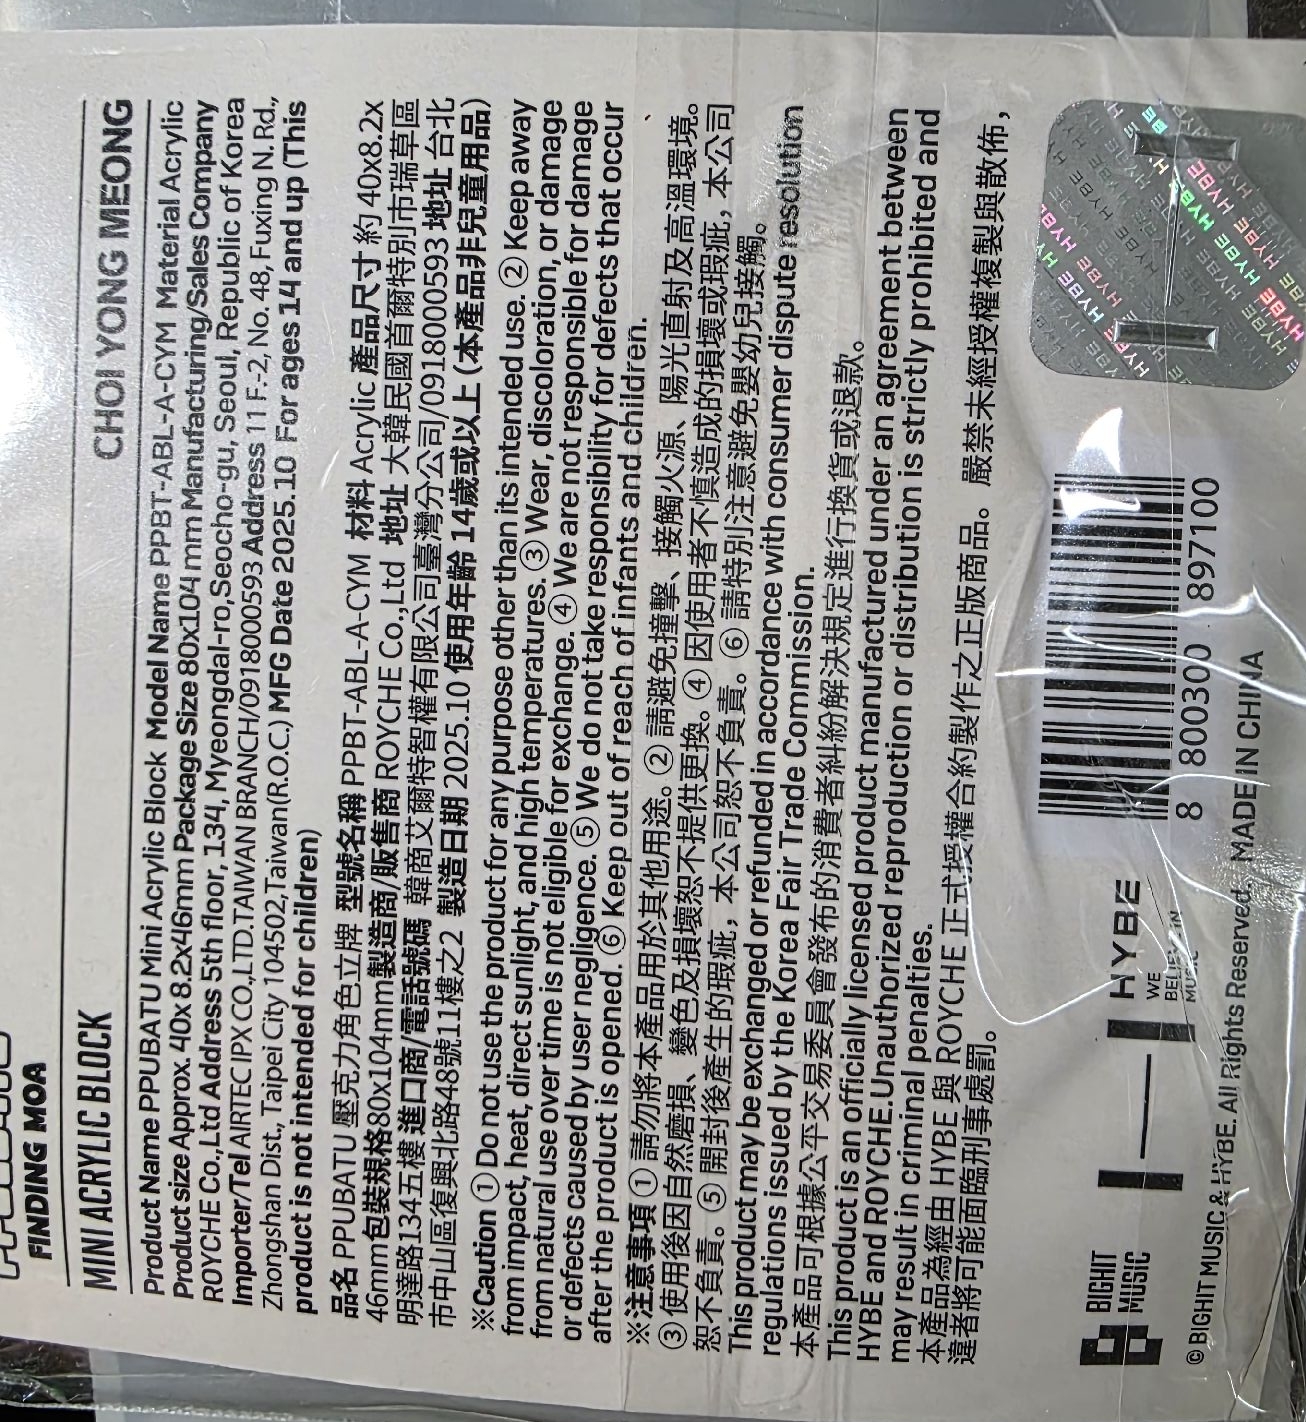 FINDING MOA
MINI ACRYLIC BLOCK
CHOI YONG MEONG
Product Name PPUBATU Mini Acrylic Block Model Name PPBT-ABL-A-CYM Material Acrylic
Product size Approx. 40x 8.2x46mm Package Size 80x104 mm Manufacturing/Sales Company
ROYCHE Co.,Ltd Address 5th floor, 134, Myeongdal-ro,Seocho-gu, Seoul, Republic of Korea
Importer/Tel AIRTEC IPX CO.,LTD.TAIWAN BRANCH/0918000593 Address 11 F.-2, No. 48, Fuxing N. Rd.,
Zhongshan Dist., Taipei City 104502,Taiwan(R.O.C.) MFG Date 2025.10 For ages 14 and up (This
product is not intended for children)
品名 PPUBATU 壓克力角色立牌 型號名稱 PPBT-ABL-A-CYM 材料 Acrylic 產品尺寸 約 40x8.2x
46mm包裝規格80x104mm製造商/販售商 ROYCHE Co.,Ltd 地址 大韓民國首爾特別市瑞草區
明達路134五樓 進口商/電話號碼 韓商艾爾特智權有限公司臺灣分公司/0918000593 地址 台北
市中山區復興北路48號11樓之2 製造日期 2025.10 使用年齡 14歲或以上 (本產品非兒童用品)
※Caution ① Do not use the product for any purpose other than its intended use. ② Keep away
from impact, heat, direct sunlight, and high temperatures. ③ Wear, discoloration, or damage
from natural use over time is not eligible for exchange. ④ We are not responsible for damage
or defects caused by user negligence. ⑤ We do not take responsibility for defects that occur
after the product is opened. ⑥ Keep out of reach of infants and children.
※注意事項 ① 請勿將本產品用於其他用途。② 請避免撞擊、接觸火源、陽光直射及高溫環境。
③ 使用後因自然磨損、變色及損壞恕不提供更換。④ 因使用者不慎造成的損壞或瑕疵, 本公司
恕不負責。⑤ 開封後產生的瑕疵, 本公司恕不負責。⑥ 請特別注意避免嬰幼兒接觸。
This product may be exchanged or refunded in accordance with consumer dispute resolution
regulations issued by the Korea Fair Trade Commission.
本產品可根據公平交易委員會發布的消費者糾紛解決規定進行換貨或退款。
This product is an officially licensed product manufactured under an agreement between
HYBE and ROYCHE.Unauthorized reproduction or distribution is strictly prohibited and
may result in criminal penalties.
本產品為經由 HYBE 與 ROYCHE 正式授權合約製作之正版商品。嚴禁未經授權複製與散佈,
違者將可能面臨刑事處罰。
BIGHIT
MUSIC
HYBE
WE
BELIEVE IN
MUSIC
8 800300 897100
© BIGHIT MUSIC & HYBE. All Rights Reserved. MADE IN CHINA
HYBE HYBE HYBE